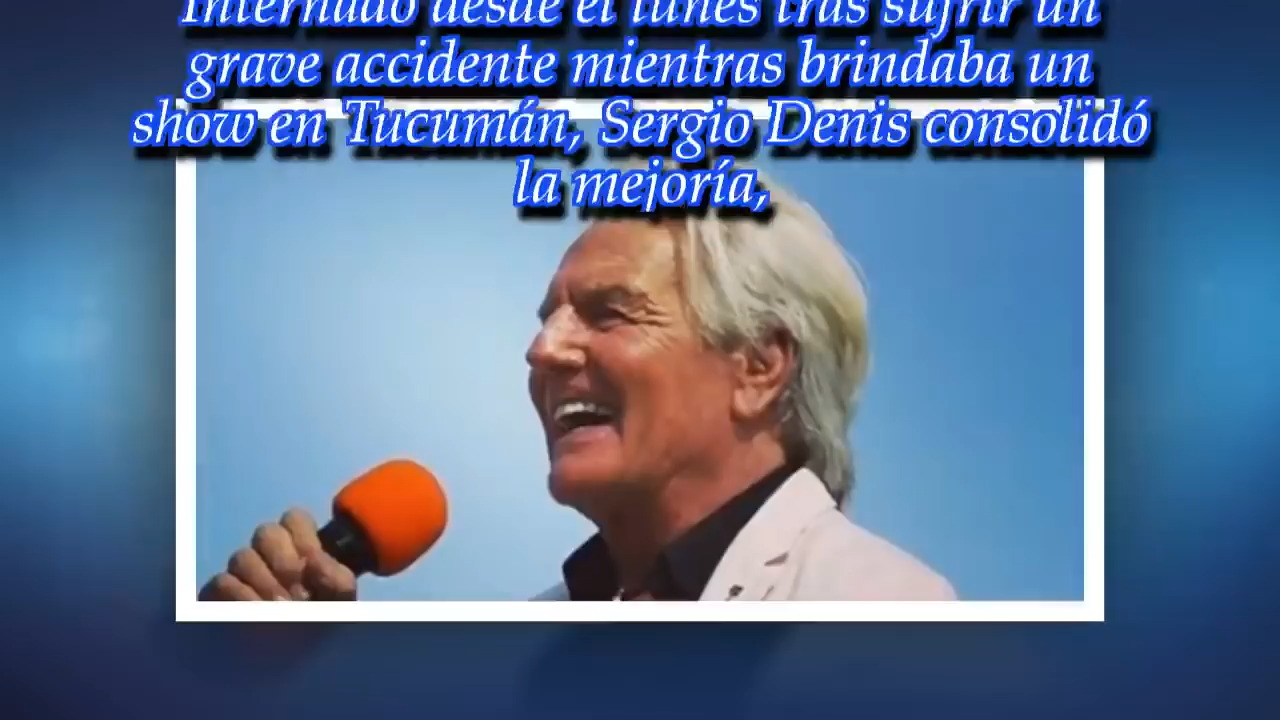 Internado desde el lunes tras sufrir un
grave accidente mientras brindaba un
show en Tucumán, Sergio Denis consolidó
la mejoría,